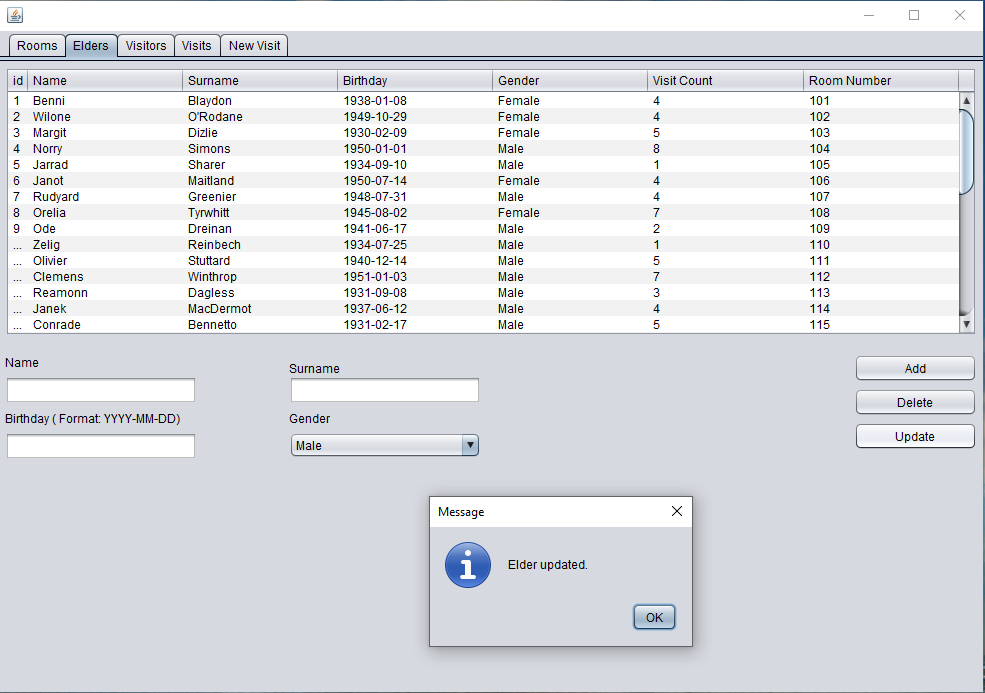 Rooms Elders Visitors Visits New Visit
id Name Surname Birthday Gender Visit Count Room Number
1 Benni Blaydon 1938-01-08 Female 4 101
2 Wilone O'Rodane 1949-10-29 Female 4 102
3 Margit Dizlie 1930-02-09 Female 5 103
4 Norry Simons 1950-01-01 Male 8 104
5 Jarrad Sharer 1934-09-10 Male 1 105
6 Janot Maitland 1950-07-14 Female 4 106
7 Rudyard Greenier 1948-07-31 Male 4 107
8 Orelia Tyrwhitt 1945-08-02 Female 7 108
9 Ode Dreinan 1941-06-17 Male 2 109
... Zelig Reinbech 1934-07-25 Male 1 110
... Olivier Stuttard 1940-12-14 Male 5 111
... Clemens Winthrop 1951-01-03 Male 7 112
... Reamonn Dagless 1931-09-08 Male 3 113
... Janek MacDermot 1937-06-12 Male 4 114
... Conrade Bennetto 1931-02-17 Male 5 115
Name
Surname
Add
Delete
Birthday ( Format: YYYY-MM-DD) Gender
Update
Male
Message
Elder updated.
OK